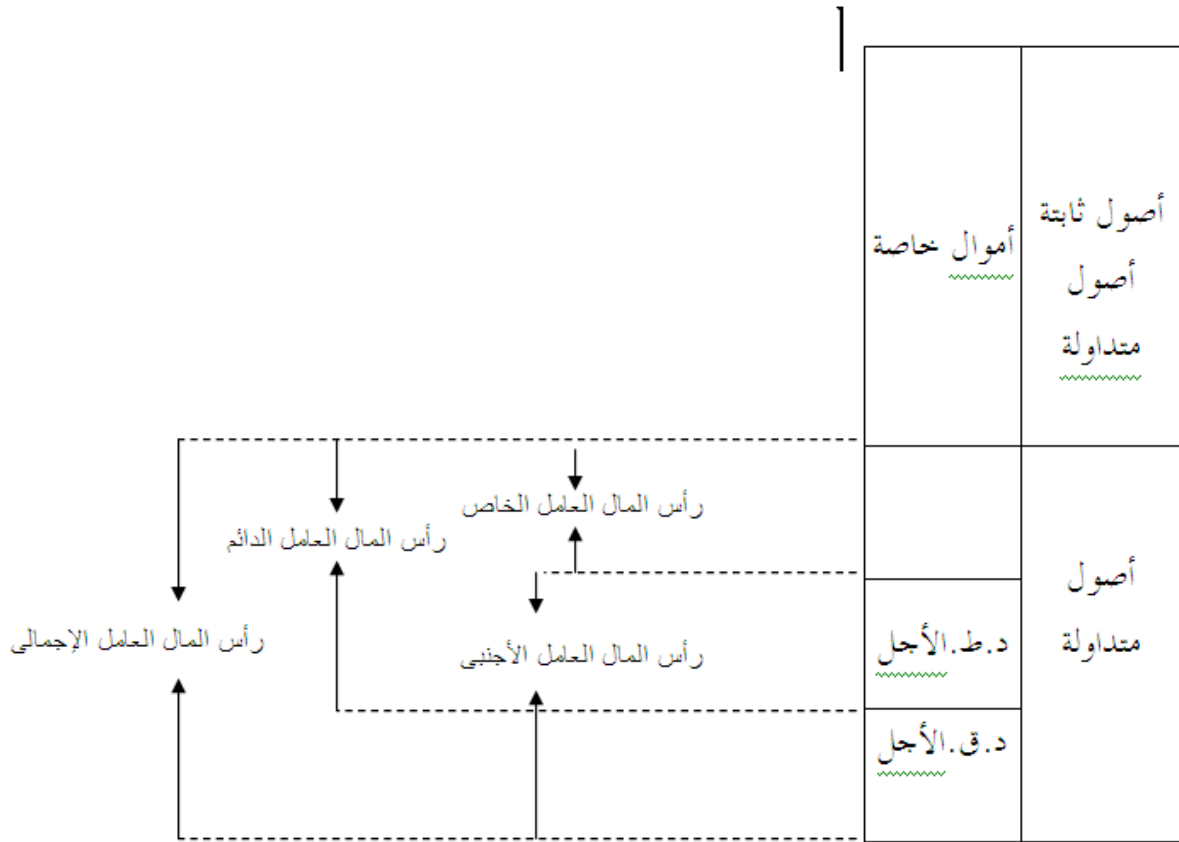 أصول ثابتة
أصول
متداولة
أموال خاصة
أصول
متداولة
د.ط.الأجل
د.ق.الأجل
رأس المال العامل الخاص
رأس المال العامل الدائم
رأس المال العامل الأجنبي
رأس المال العامل الإجمالي